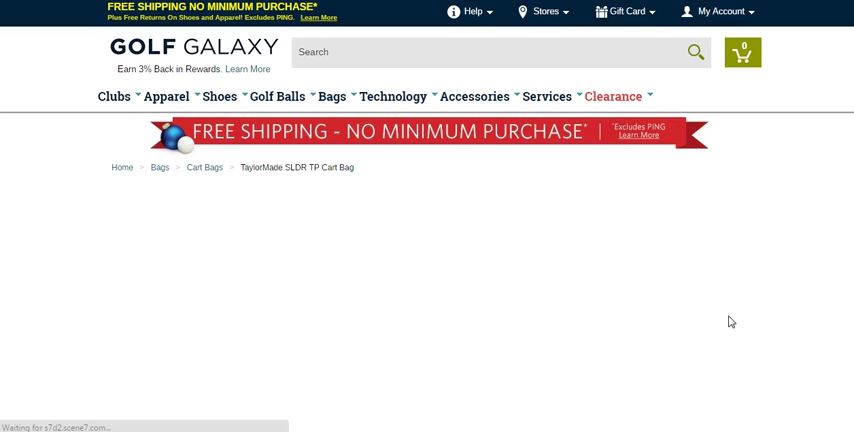 FREE SHIPPING NO MINIMUM PURCHASE*
Plus Free Returns On Shoes and Apparel! Excludes PING. Learn More
Help Stores Gift Card My Account
GOLF GALAXY
Search
0
Earn 3% Back in Rewards. Learn More
Clubs Apparel Shoes Golf Balls Bags Technology Accessories Services Clearance
FREE SHIPPING - NO MINIMUM PURCHASE* | *Excludes PING
Learn More
Home > Bags > Cart Bags > TaylorMade SLDR TP Cart Bag
Waiting for s7d2.scene7.com...